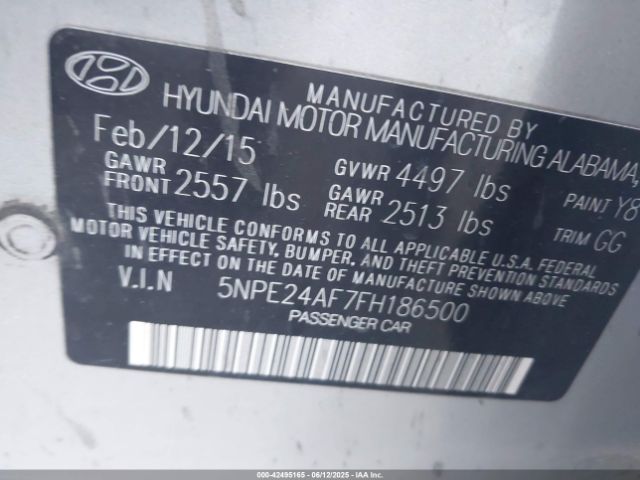 MANUFACTURED BY
HYUNDAI MOTOR MANUFACTURING ALABAMA,
Feb/12/15
GAWR
FRONT 2557 lbs
GVWR 4497 lbs
GAWR
REAR 2513 lbs
PAINT Y8
TRIM GG
THIS VEHICLE CONFORMS TO ALL APPLICABLE U.S.A. FEDERAL
MOTOR VEHICLE SAFETY, BUMPER, AND THEFT PREVENTION STANDARDS
IN EFFECT ON THE DATE OF MANUFACTURE SHOWN ABOVE.
V.I.N 5NPE24AF7FH186500
PASSENGER CAR
000-42495165 - 06/12/2025 - IAAI.COM